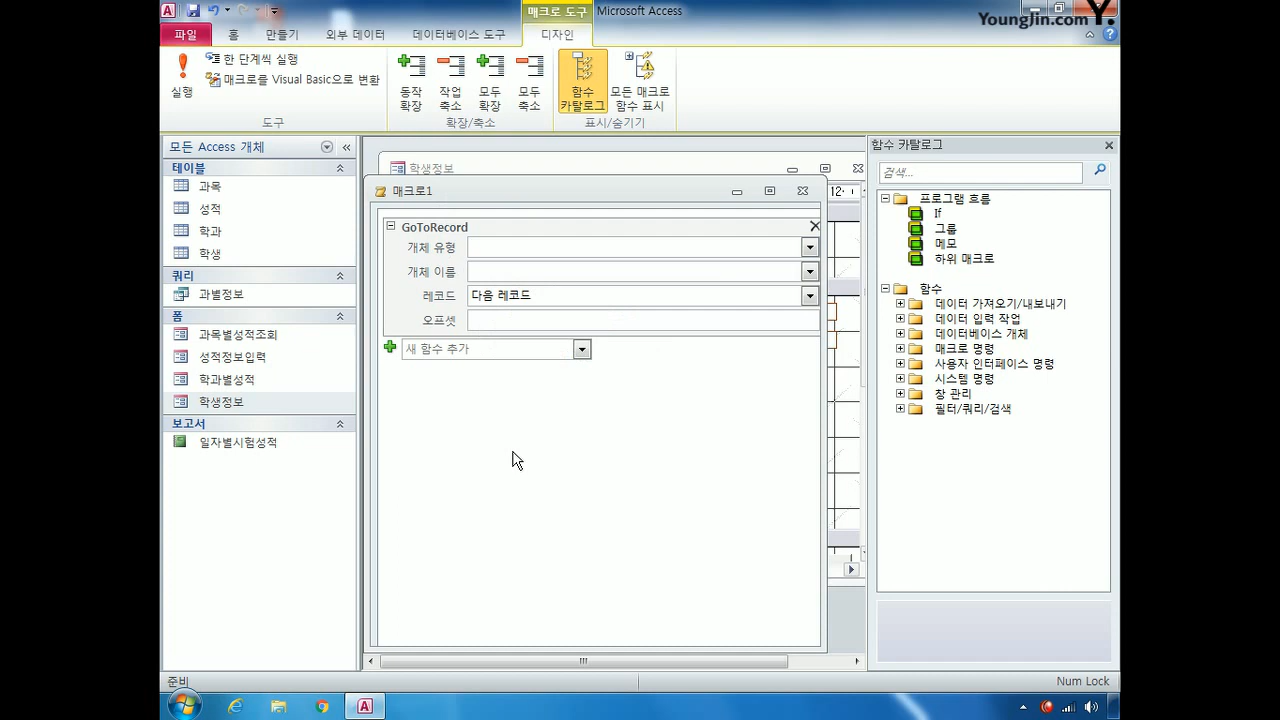 매크로 도구
Microsoft Access
YoungJin.com Y.
파일
홈
만들기
외부 데이터
데이터베이스 도구
디자인
실행
한 단계씩 실행
매크로를 Visual Basic으로 변환
도구
동작
확장
작업
축소
모두
확장
모두
축소
확장/축소
함수
카탈로그
모든 매크로
함수 표시
표시/숨기기
모든 Access 개체
테이블
과목
성적
학과
학생
쿼리
과별정보
폼
과목별성적조회
성적정보입력
학과별성적
학생정보
보고서
일자별시험성적
학생정보
12
매크로1
GoToRecord
개체 유형
개체 이름
레코드 다음 레코드
오프셋
새 함수 추가
함수 카탈로그
검색...
프로그램 흐름
If
그룹
메모
하위 매크로
함수
데이터 가져오기/내보내기
데이터 입력 작업
데이터베이스 개체
매크로 명령
사용자 인터페이스 명령
시스템 명령
창 관리
필터/쿼리/검색
준비
Num Lock